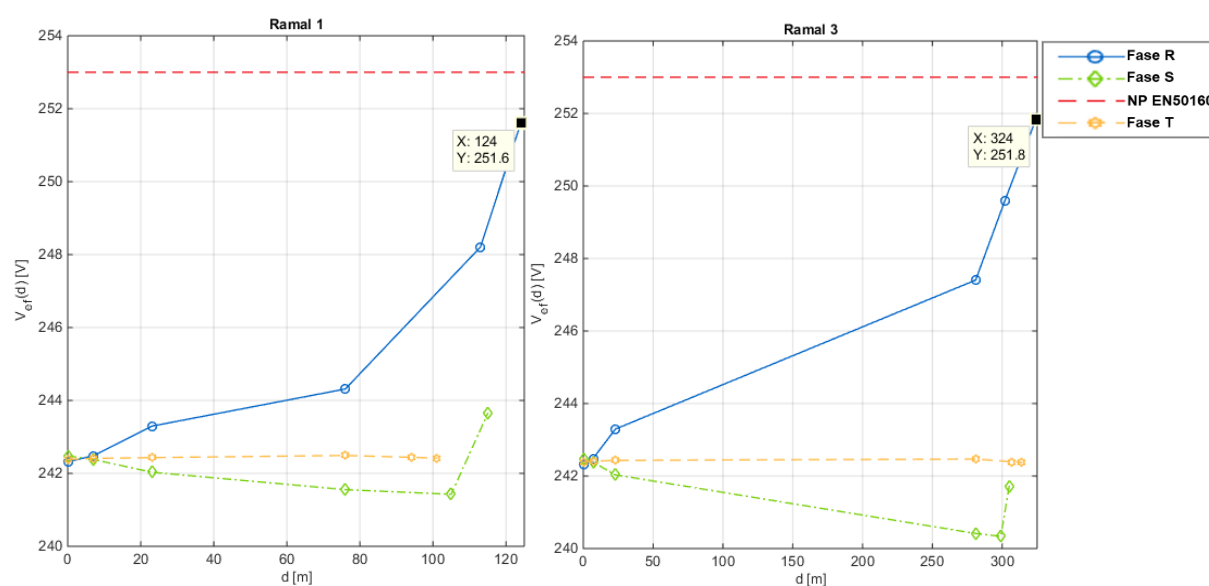 Ramal 1
254
252
250
248
246
244
242
240
V_ef(d) [V]
0
20
40
60
80
100
120
d [m]
X: 124
Y: 251.6
Ramal 3
254
252
250
248
246
244
242
240
V_ef(d) [V]
0
50
100
150
200
250
300
d [m]
X: 324
Y: 251.8
Fase R
Fase S
NP EN50160
Fase T